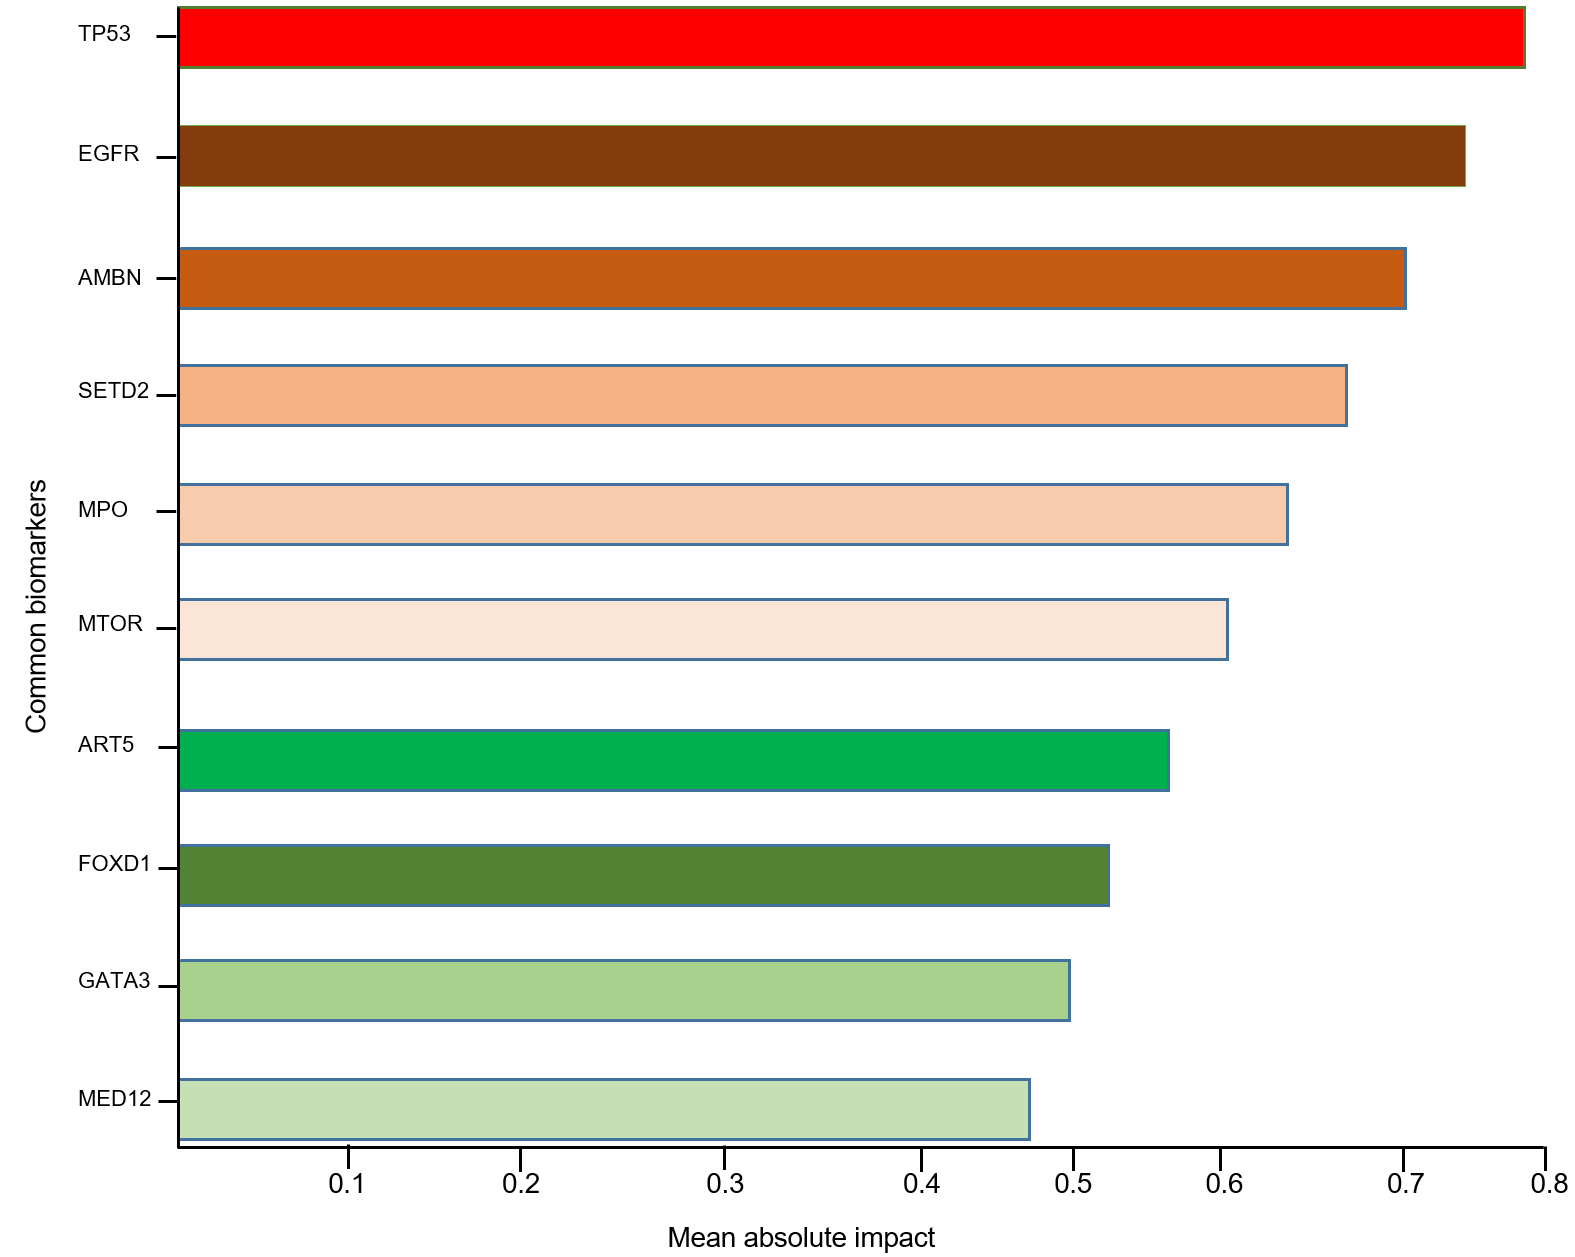 TP53
EGFR
AMBN
SETD2
MPO
MTOR
ART5
FOXD1
GATA3
MED12
Common biomarkers
0.1 0.2 0.3 0.4 0.5 0.6 0.7 0.8
Mean absolute impact